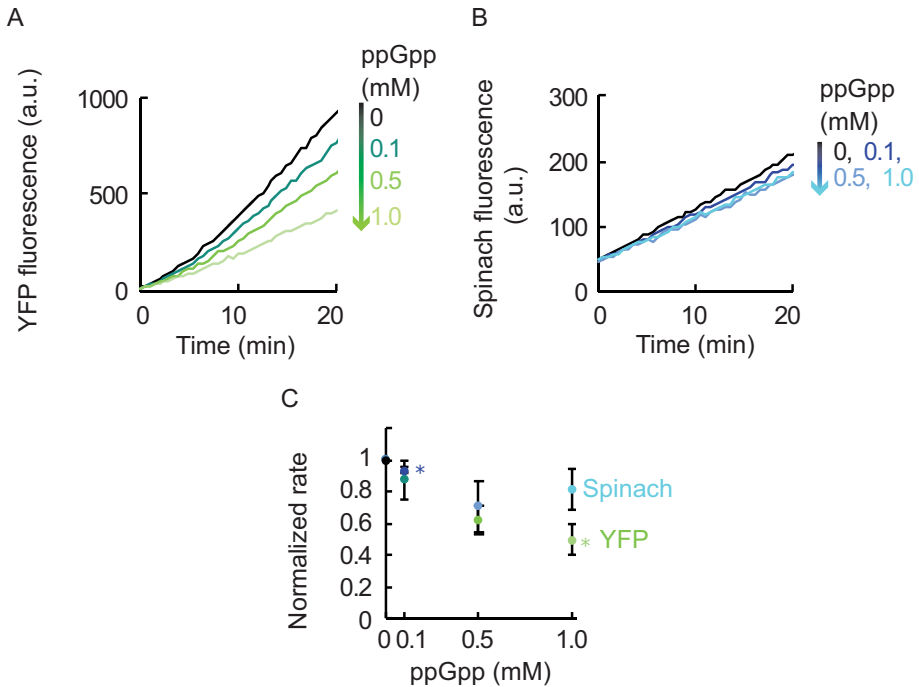 A
YFP fluorescence (a.u.)
1000
500
0
0 10 20
Time (min)
ppGpp
(mM)
0
0.1
0.5
1.0
B
Spinach fluorescence
(a.u.)
300
200
100
0
0 10 20
Time (min)
ppGpp
(mM)
0, 0.1,
0.5, 1.0
C
Normalized rate
1
0.8
0.6
0.4
0.2
0
0 0.1 0.5 1.0
ppGpp (mM)
*
Spinach
* YFP